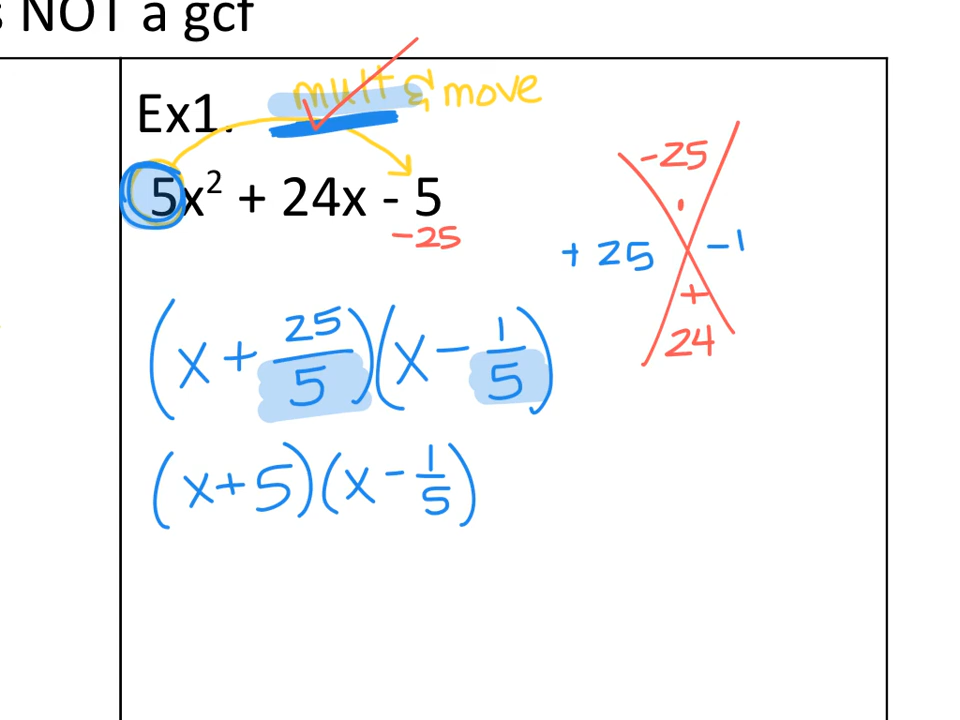 NOT a gcf
Ex1. mult & move
5x² + 24x - 5
-25
-25
·
+ 25 -1
+
24
(x + 25/5)(x - 1/5)
(x+5)(x - 1/5)